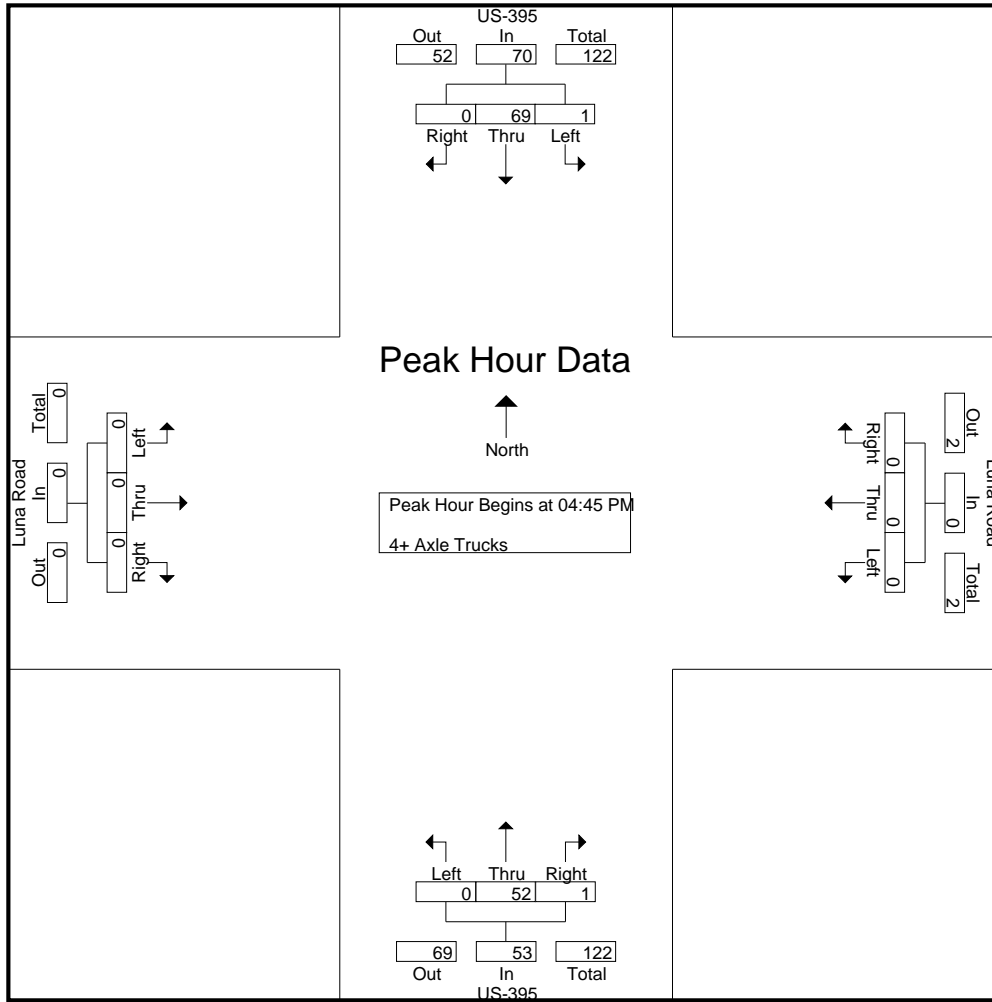 US-395
Out In Total
52 70 122
0 69 1
Right Thru Left
Peak Hour Data
North
Peak Hour Begins at 04:45 PM
4+ Axle Trucks
Luna Road
Total In Out
0 0 0
0 0 0
Left Thru Right
Luna Road
Out In Total
2 0 2
0 0 0
Right Thru Left
Left Thru Right
0 52 1
69 53 122
Out In Total
US-395